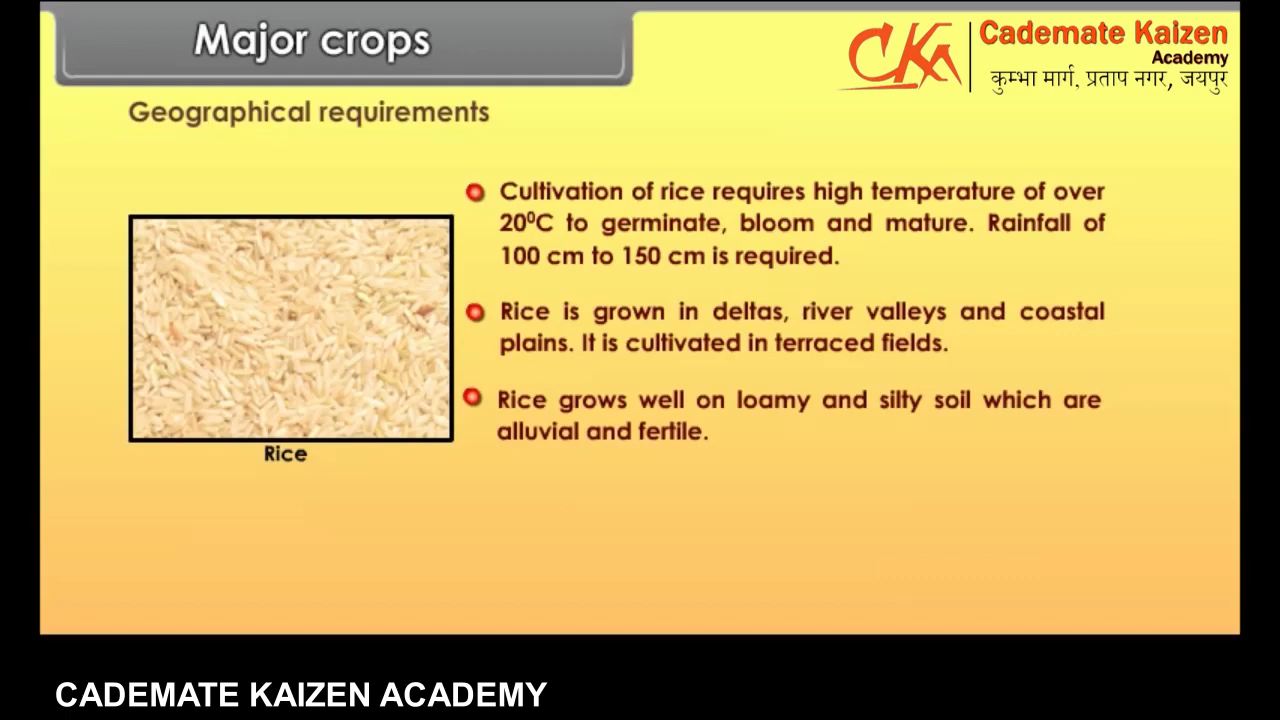 Major crops
CKA
Cademate Kaizen
Academy
कुम्भा मार्ग, प्रताप नगर, जयपुर
Geographical requirements
Cultivation of rice requires high temperature of over
20⁰C to germinate, bloom and mature. Rainfall of
100 cm to 150 cm is required.
Rice is grown in deltas, river valleys and coastal
plains. It is cultivated in terraced fields.
Rice grows well on loamy and silty soil which are
alluvial and fertile.
Rice
CADEMATE KAIZEN ACADEMY